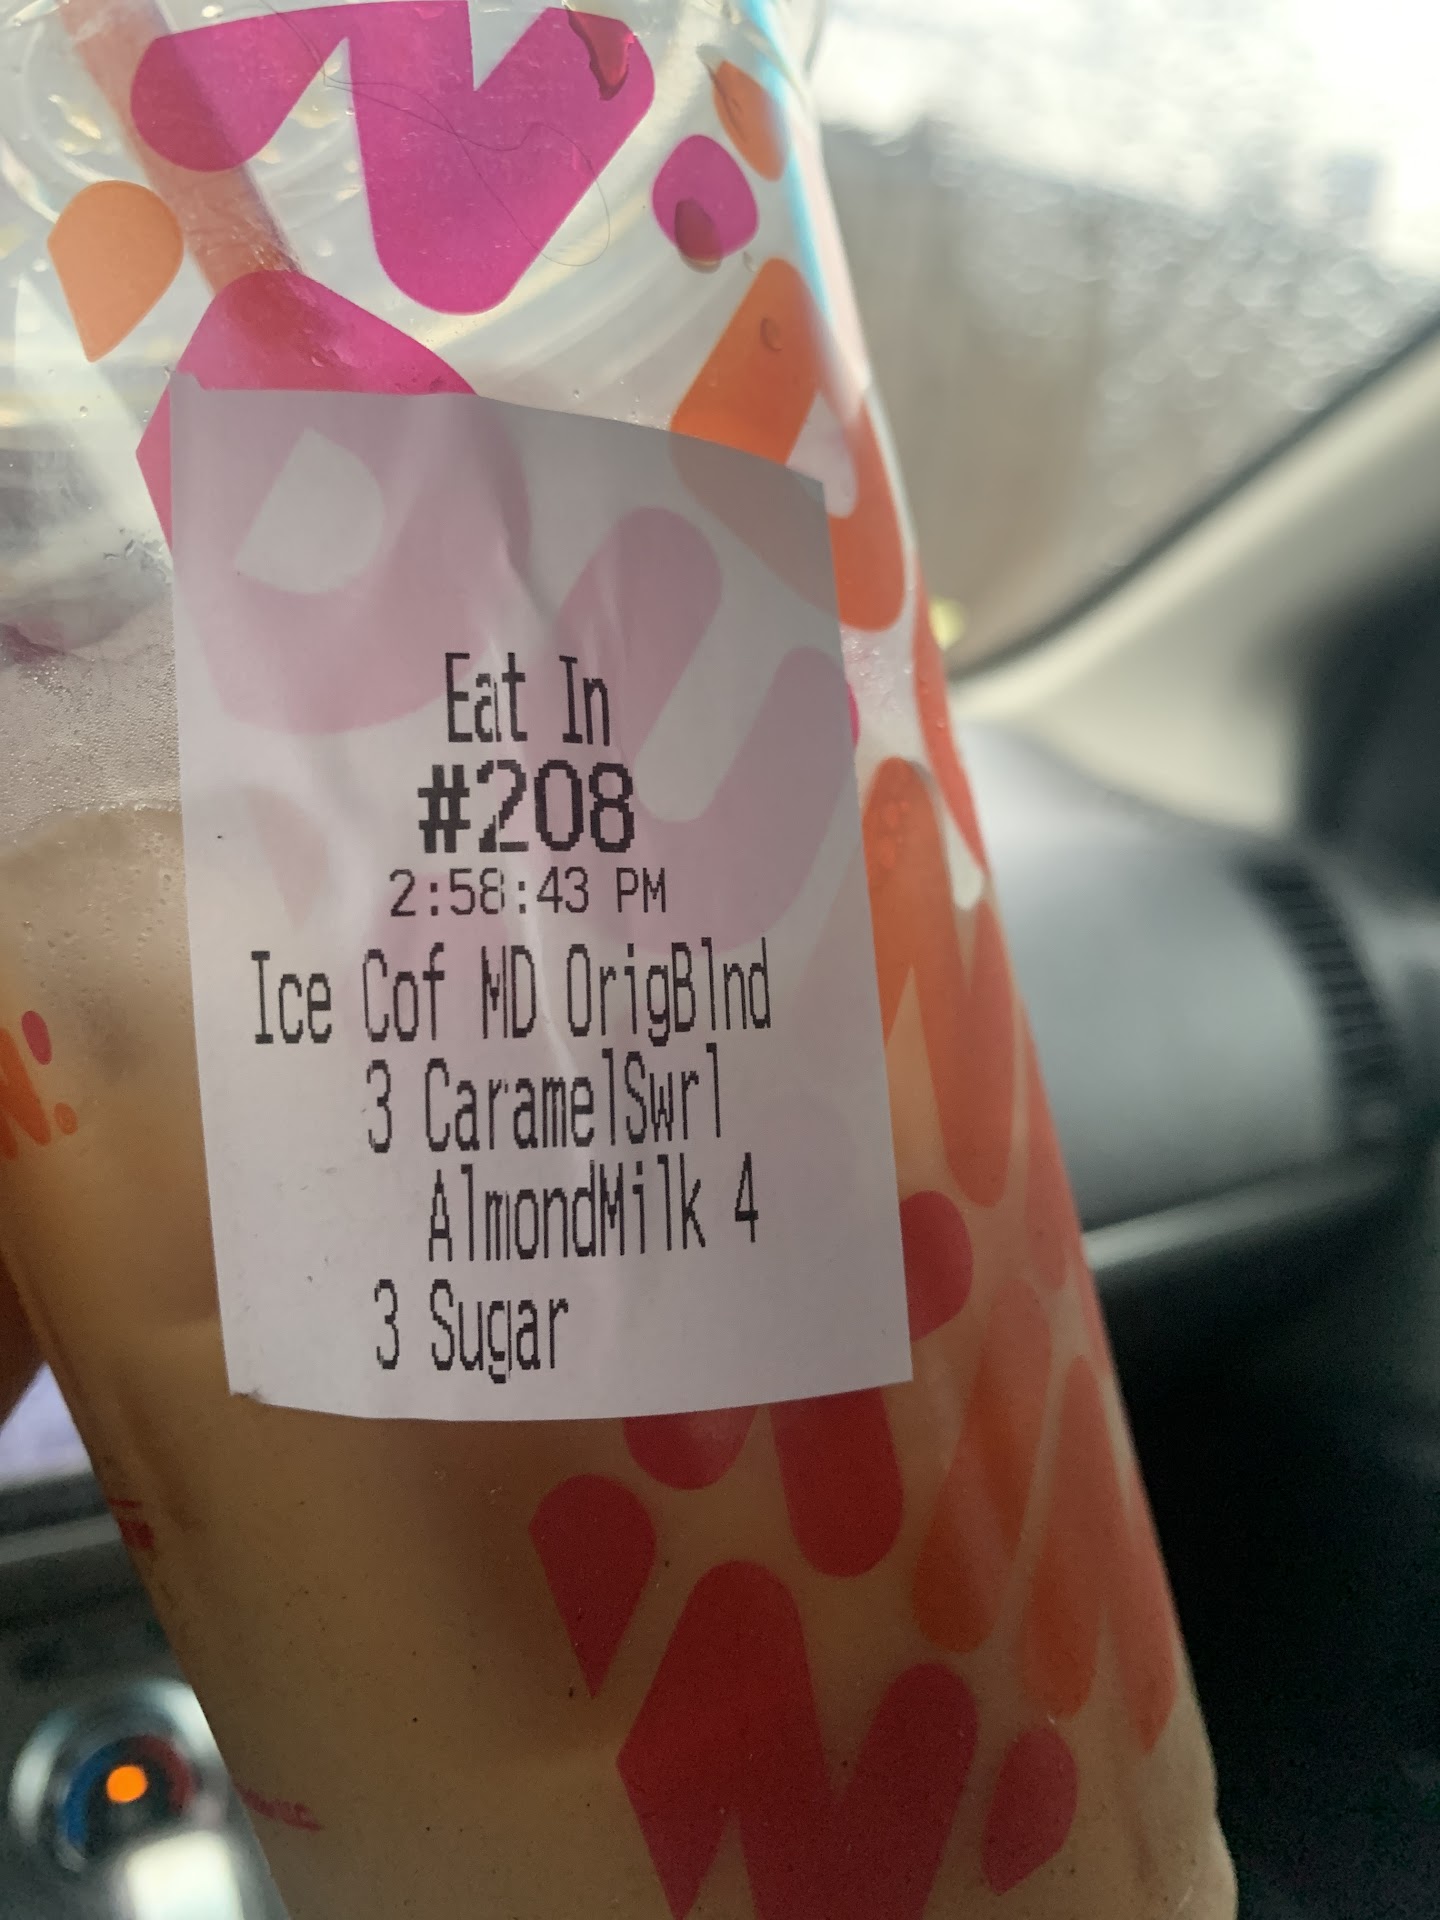 Eat In
#208
2:58:43 PM
Ice Cof MD OrigBlnd
3 CaramelSwrl
AlmondMilk 4
3 Sugar